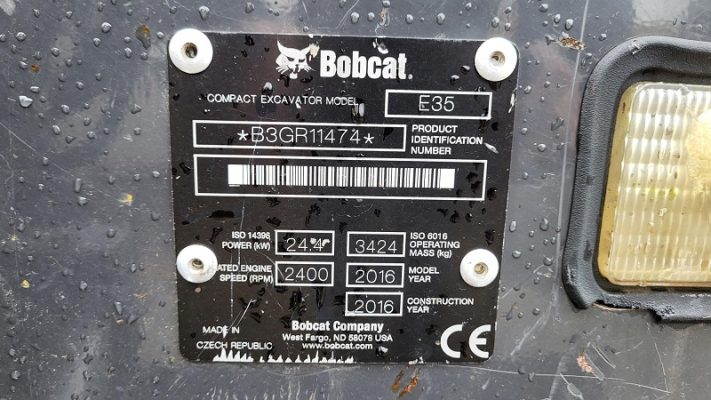 Bobcat.
COMPACT EXCAVATOR MODEL E35
*B3GR11474* PRODUCT IDENTIFICATION NUMBER
ISO 14396 POWER (kW) 24.4
ISO 6016 OPERATING MASS (kg) 3424
RATED ENGINE SPEED (RPM) 2400
MODEL YEAR 2016
CONSTRUCTION YEAR 2016
MADE IN CZECH REPUBLIC
Bobcat Company
West Fargo, ND 58078 USA
www.bobcat.com
CE